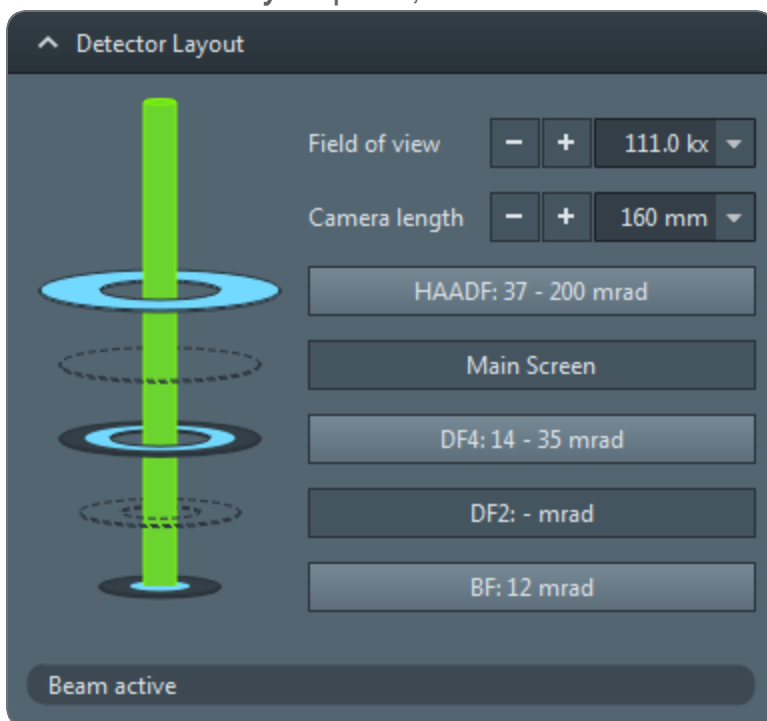 Detector Layout
Field of view − + 111.0 kx
Camera length − + 160 mm
HAADF: 37 - 200 mrad
Main Screen
DF4: 14 - 35 mrad
DF2: - mrad
BF: 12 mrad
Beam active